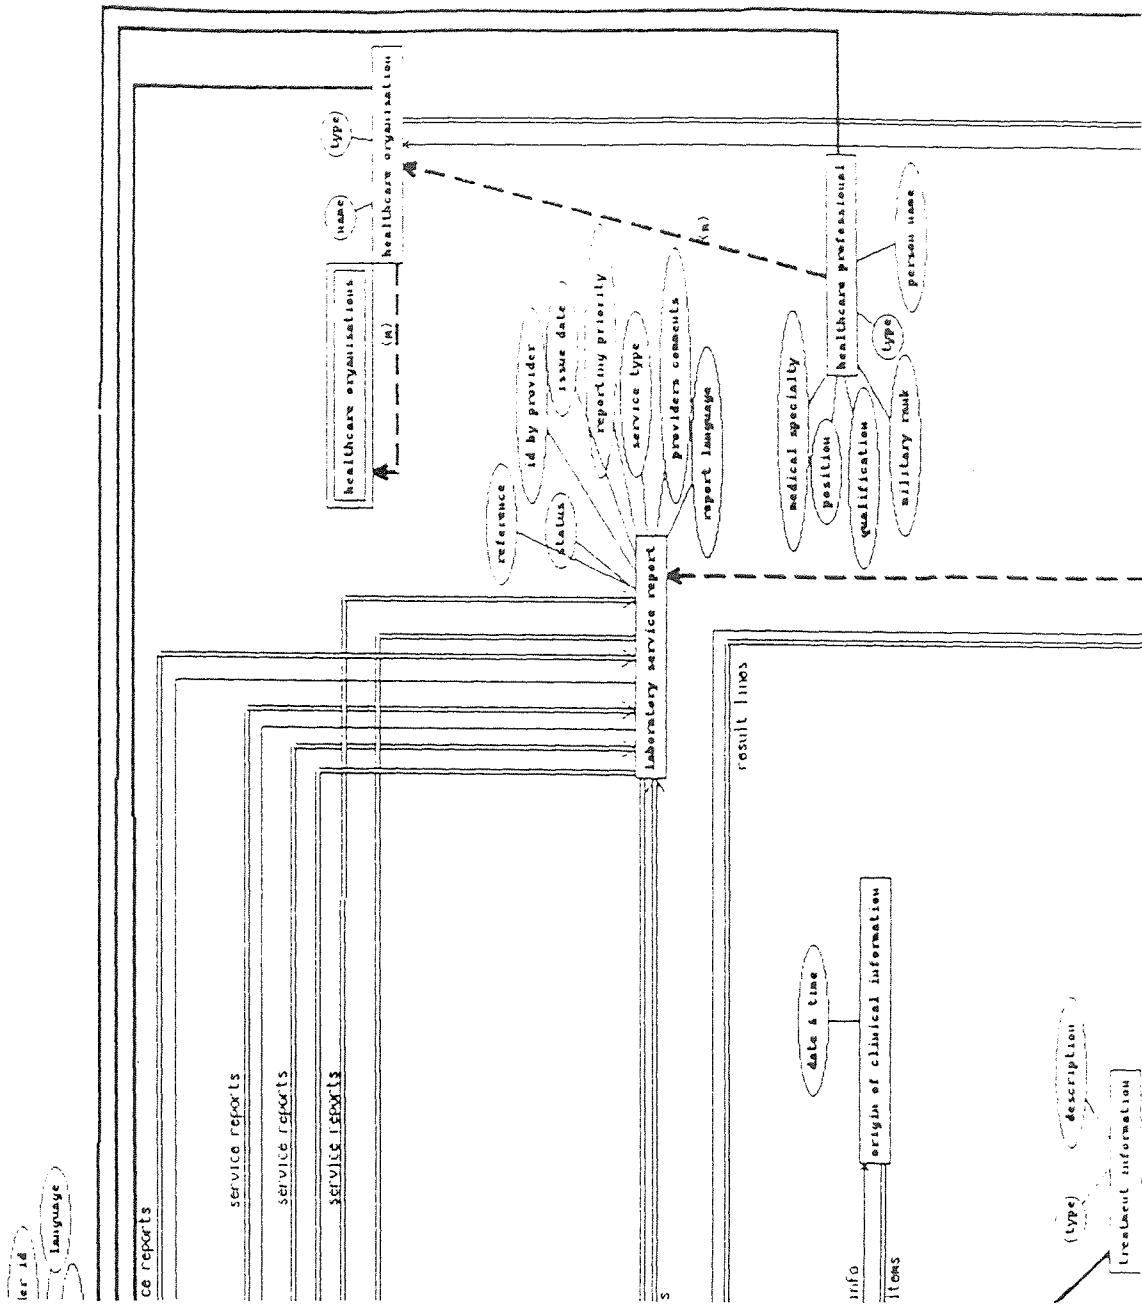 healthcare organisation
(type)
(name)
healthcare organisations
(m)
(m)
healthcare professional
person name
(type)
medical specialty
position
qualification
military rank
id by provider
issue date
reporting priority
service type
providers comments
report language
reference
(status)
laboratory service report
result lines
origin of clinical information
date & time
description
(type)
treatment information
service reports
service reports
service reports
ce reports
(language
der id
s
info
items